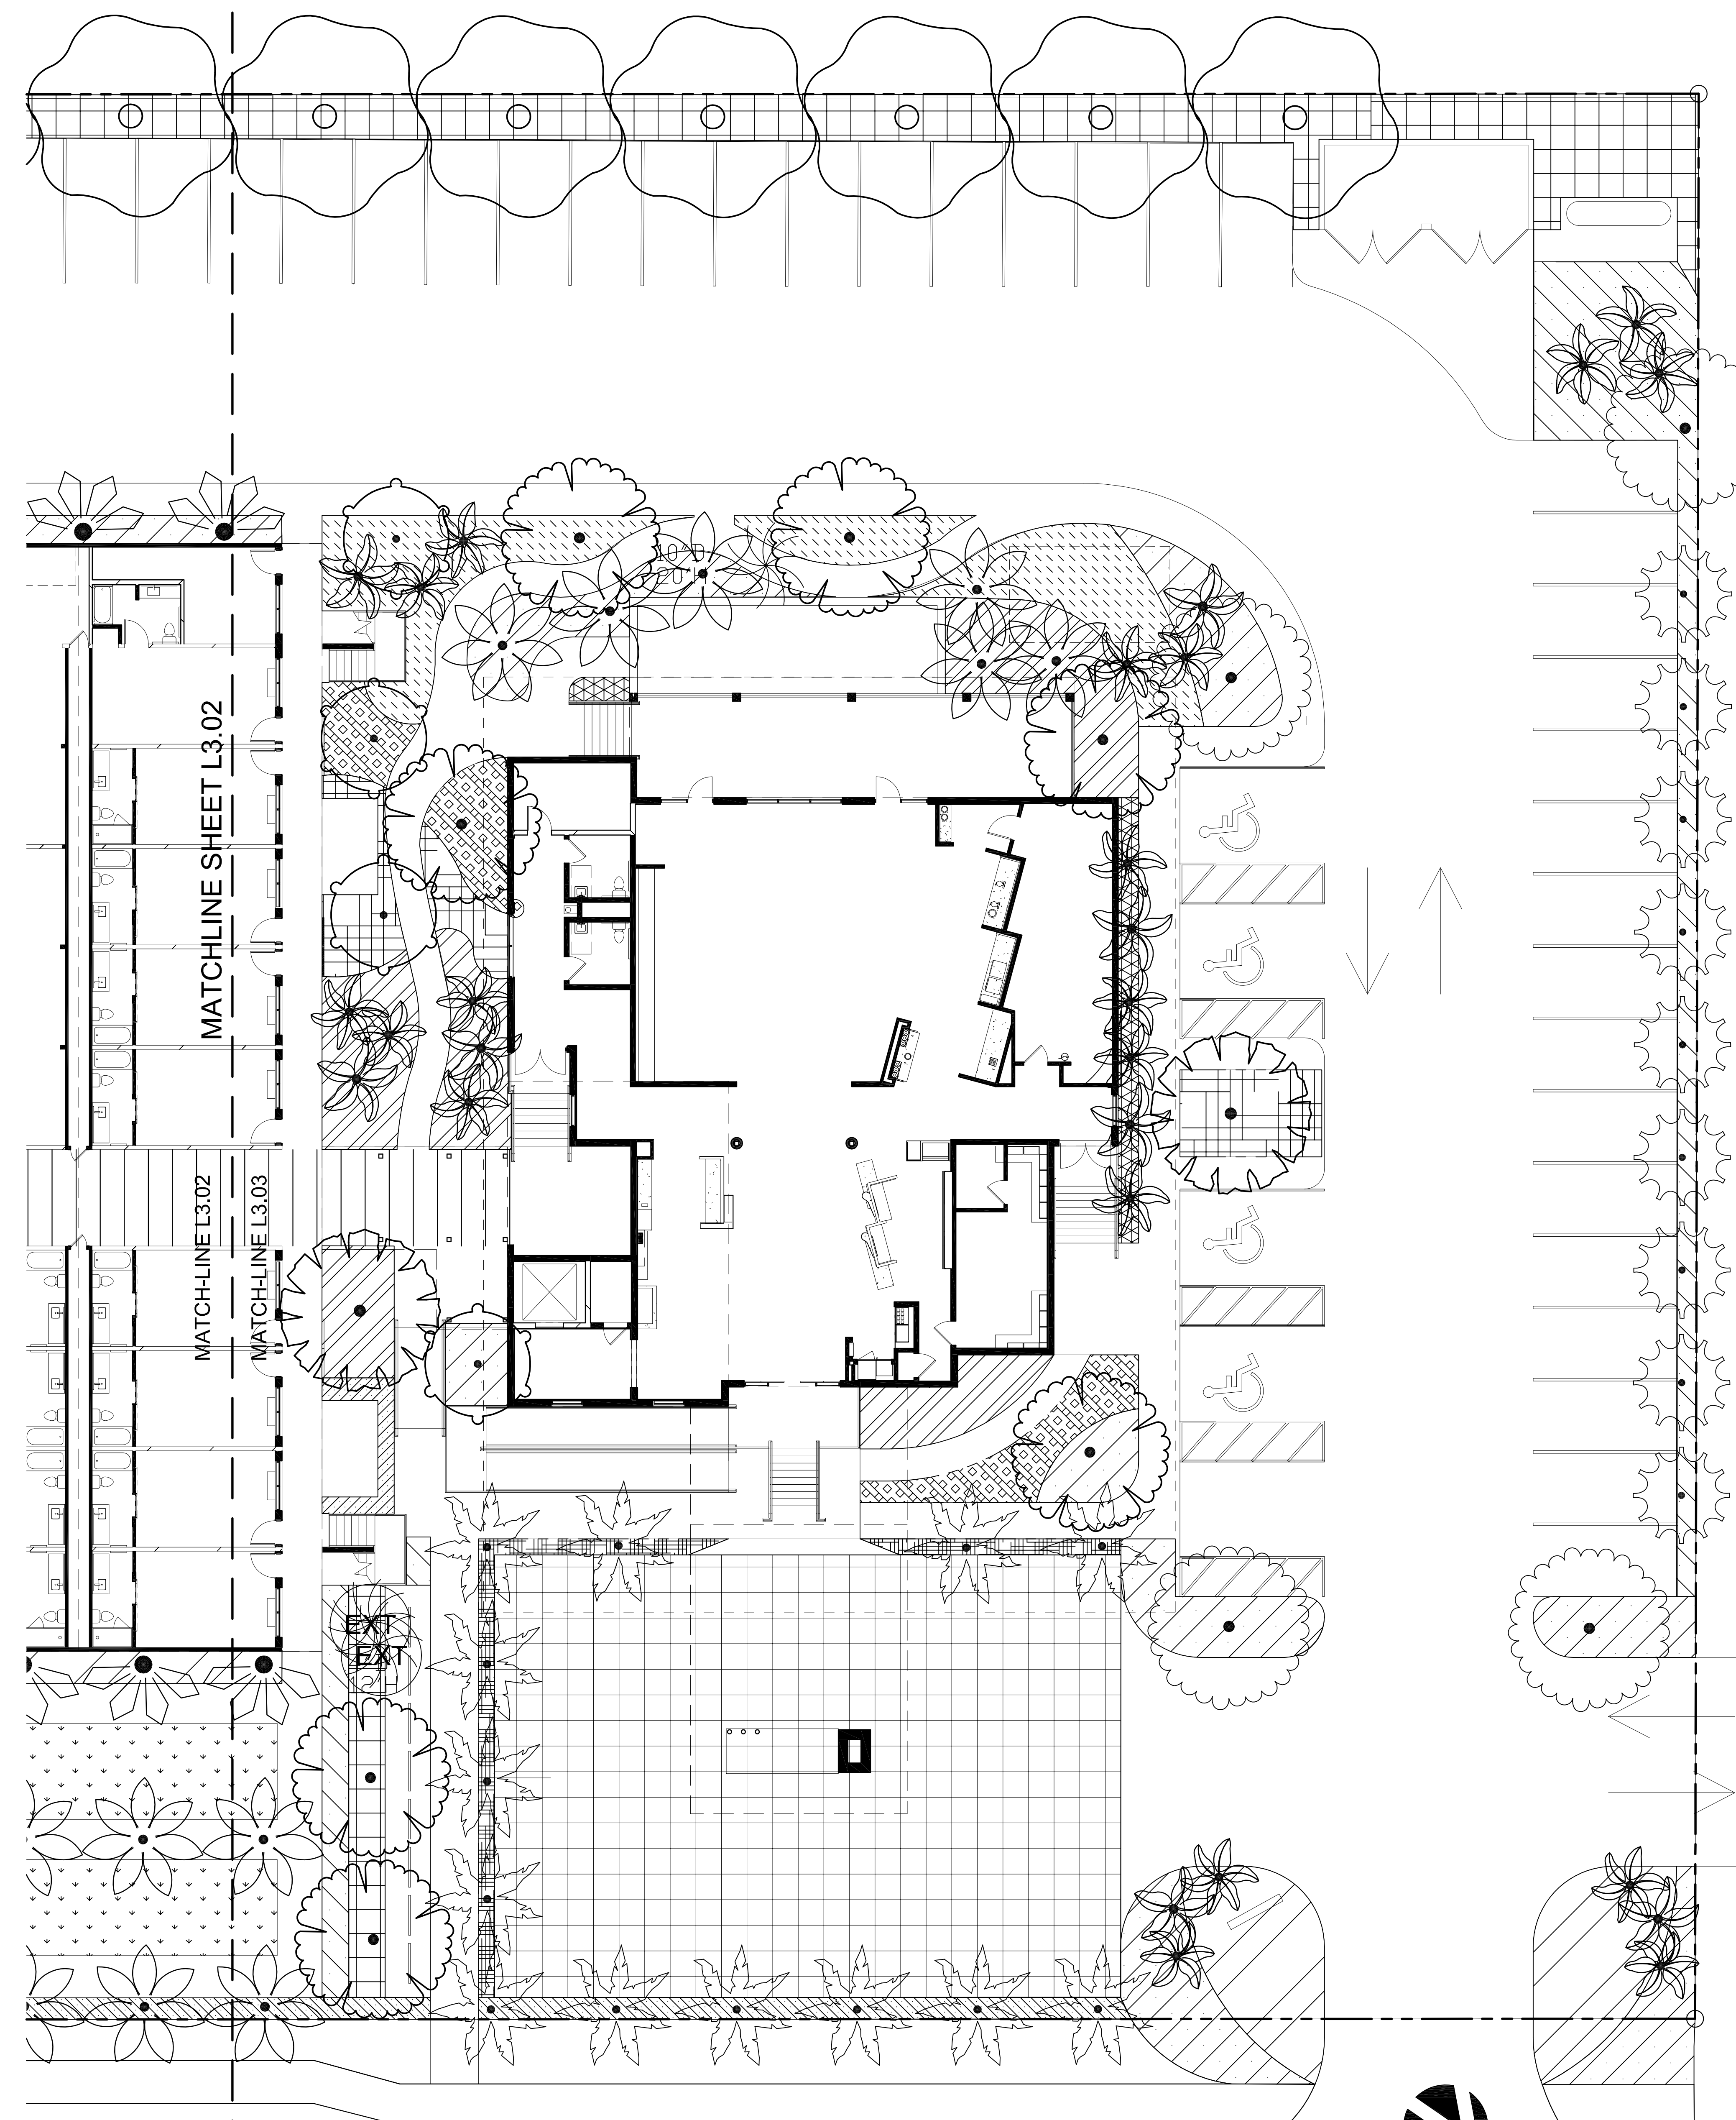 MATCHLINE SHEET L3.02
MATCH-LINE L3.02
MATCH-LINE L3.03
EXT
EXT